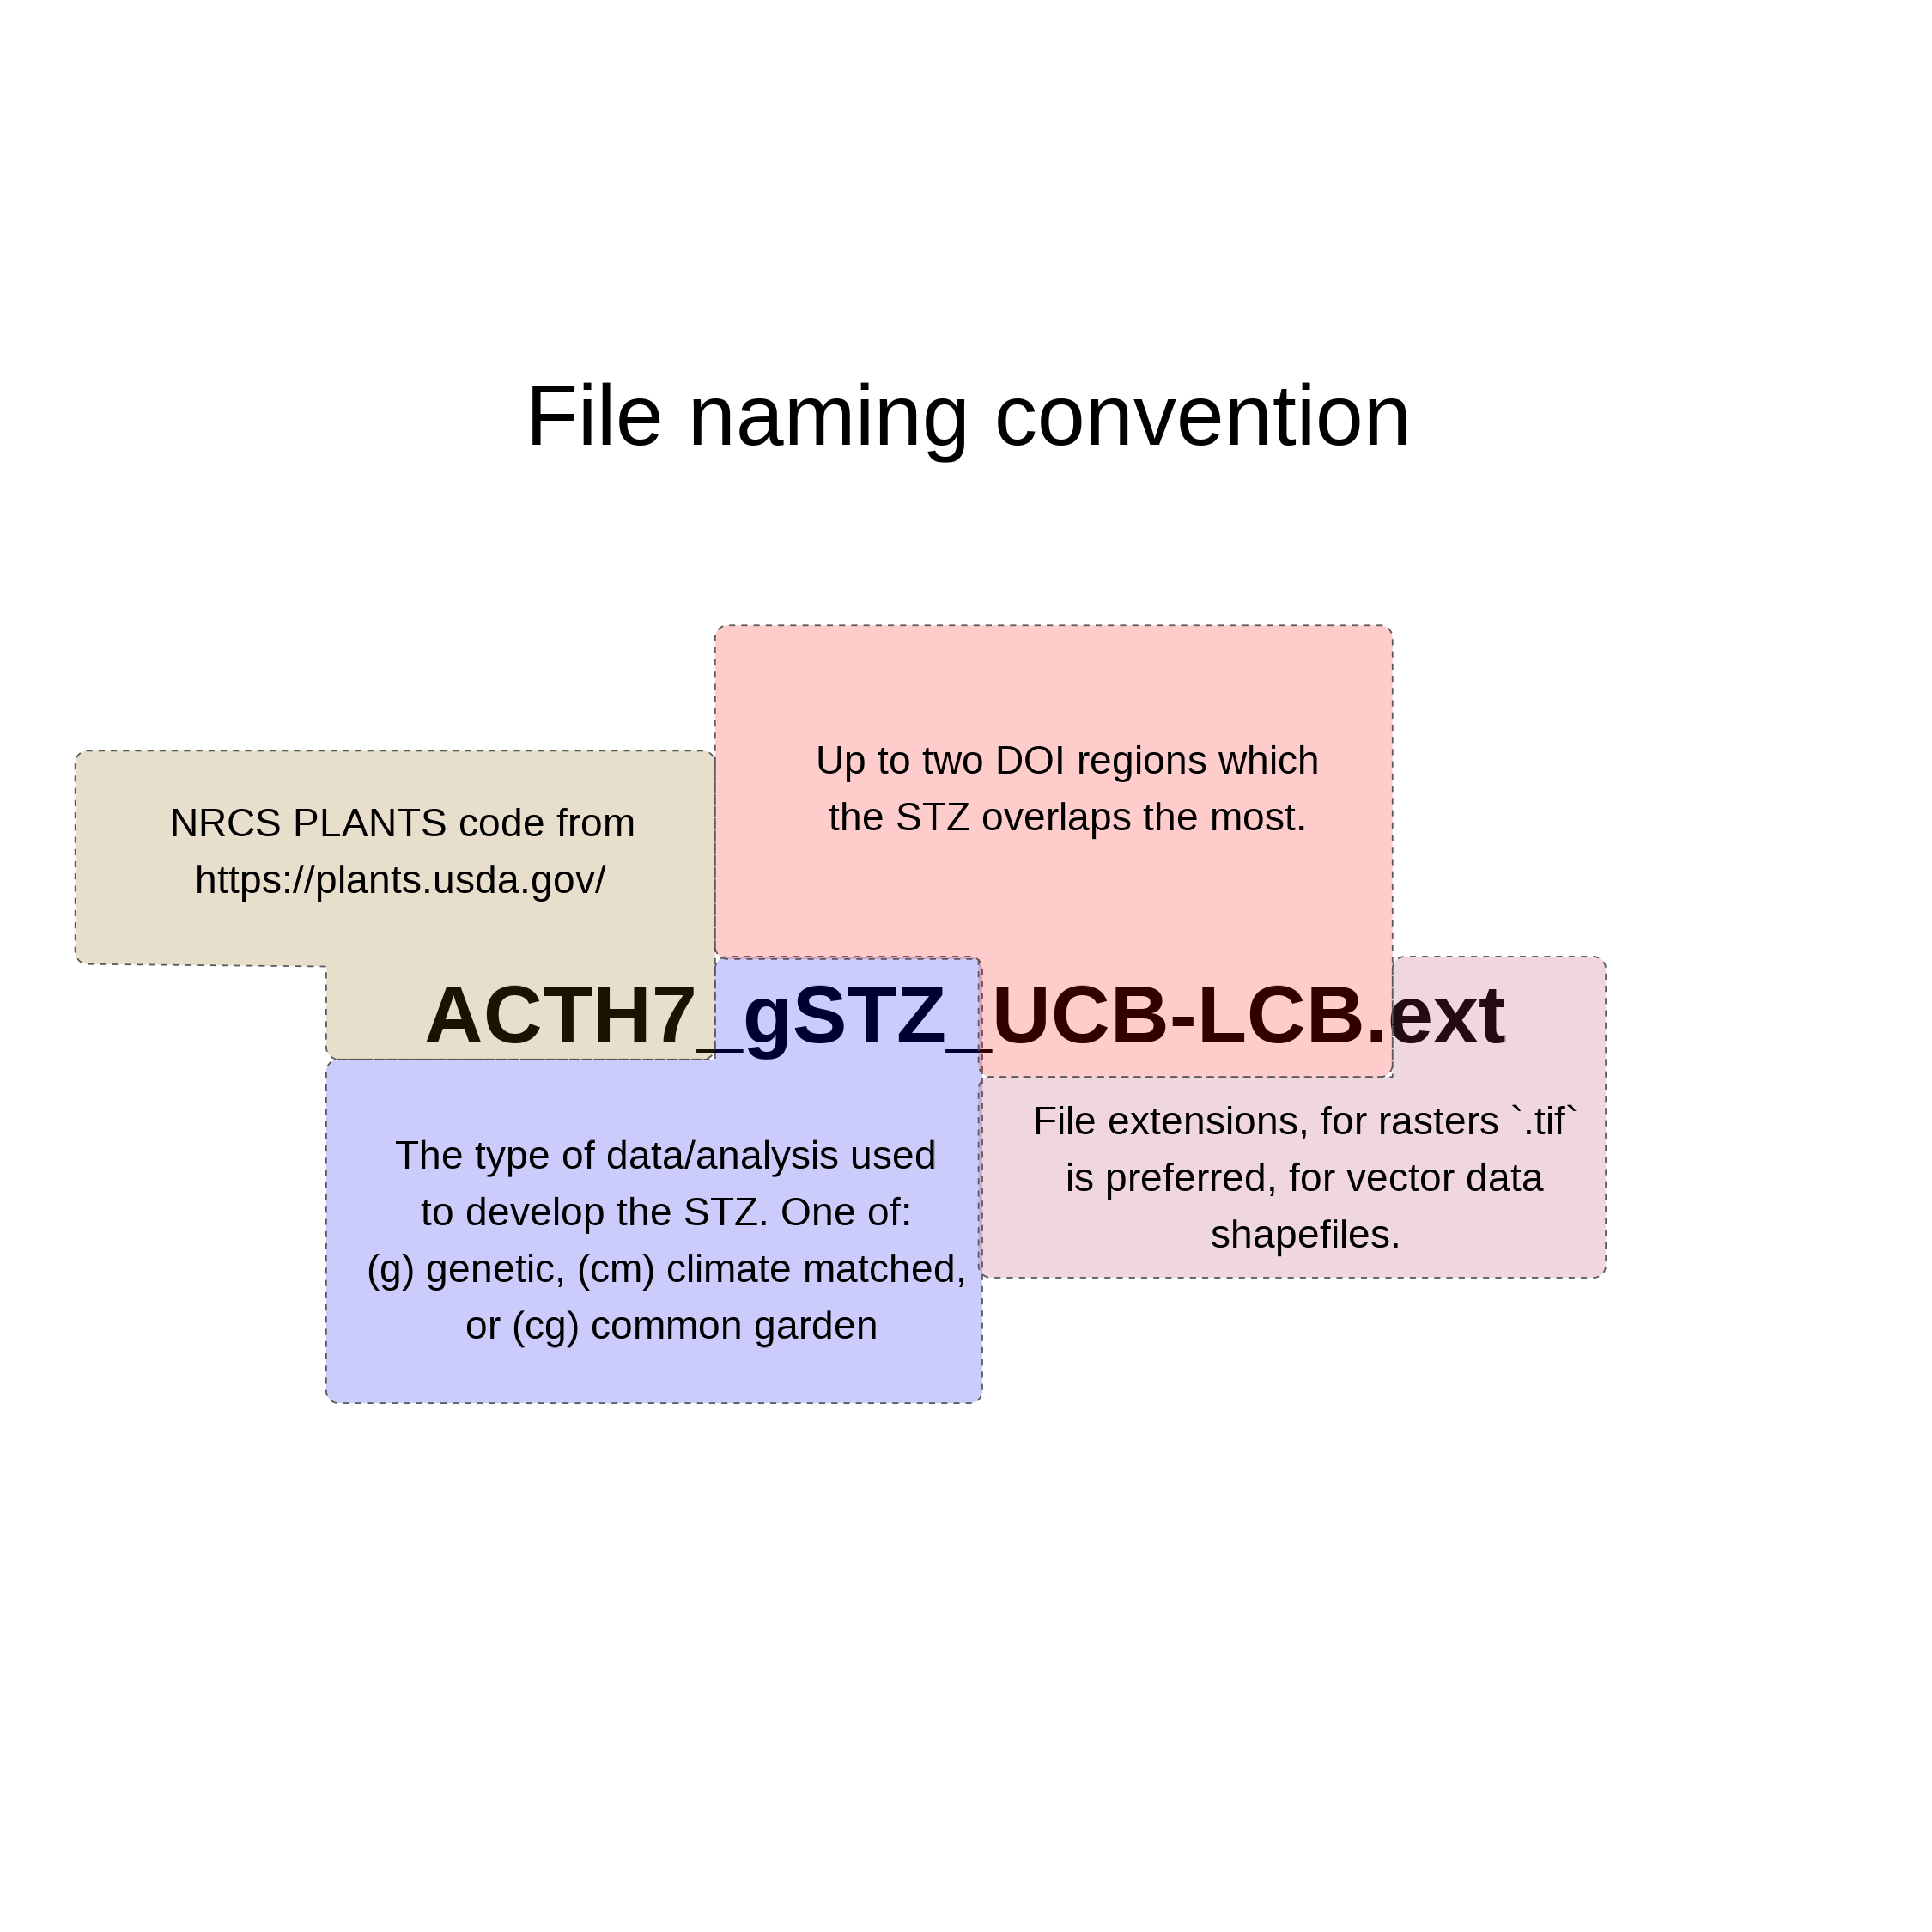 File naming convention
Up to two DOI regions which
the STZ overlaps the most.
NRCS PLANTS code from
https://plants.usda.gov/
ACTH7_gSTZ_UCB-LCB.ext
The type of data/analysis used
to develop the STZ. One of:
(g) genetic, (cm) climate matched,
or (cg) common garden
File extensions, for rasters `.tif`
is preferred, for vector data
shapefiles.